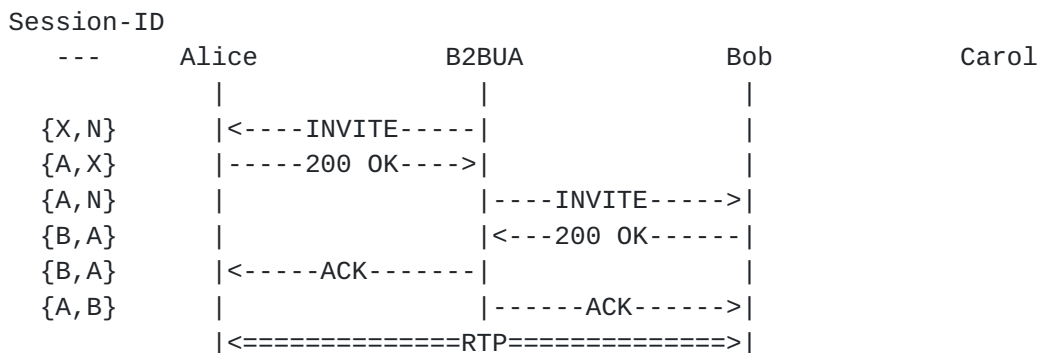 Session-ID
   ---     Alice            B2BUA             Bob            Carol
             |                |                |
  {X,N}      |<----INVITE-----|                |
  {A,X}      |-----200 OK---->|                |
  {A,N}      |                |----INVITE----->|
  {B,A}      |                |<---200 OK------|
  {B,A}      |<-----ACK-------|                |
  {A,B}      |                |------ACK------>|
             |<==============RTP==============>|